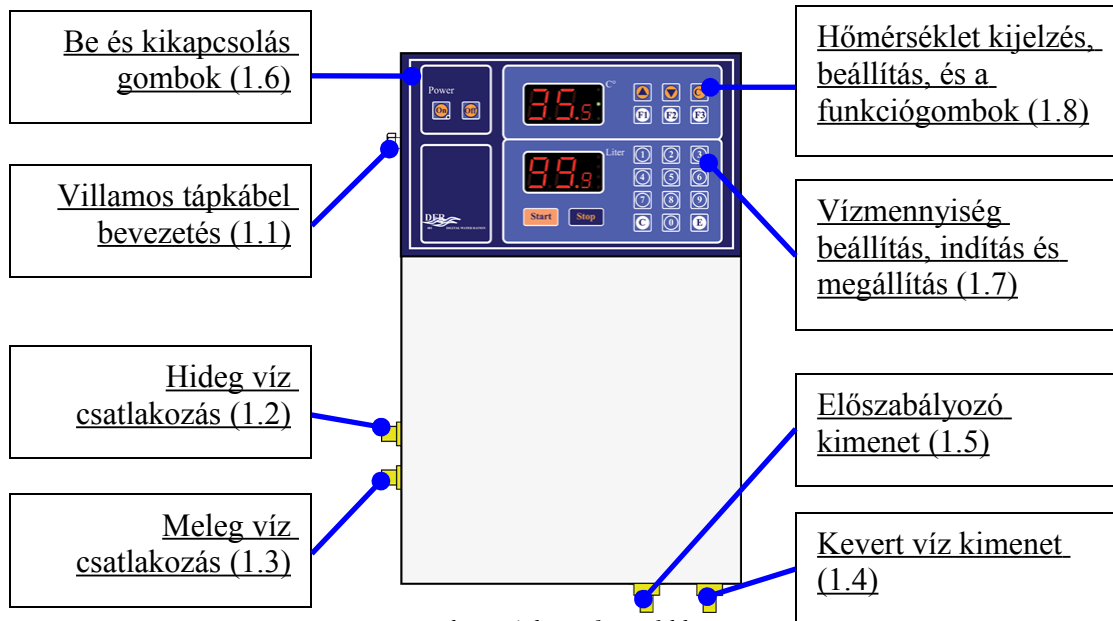 Be és kikapcsolás
gombok (1.6)
Villamos tápkábel
bevezetés (1.1)
Hideg víz
csatlakozás (1.2)
Meleg víz
csatlakozás (1.3)
Power
On Off
35.5 C°
F1 F2 F3
99.9 Liter
1 2 3
4 5 6
7 8 9
C 0 E
Start Stop
DFR
Hőmérséklet kijelzés,
beállítás, és a
funkciógombok (1.8)
Vízmennyiség
beállítás, indítás és
megállítás (1.7)
Előszabályozó
kimenet (1.5)
Kevert víz kimenet
(1.4)